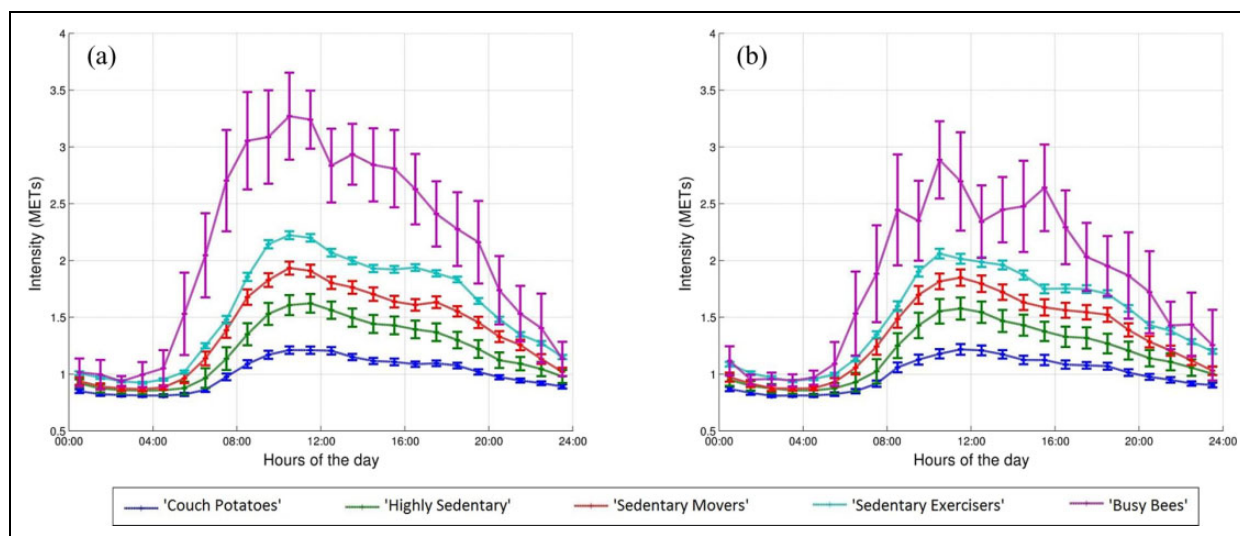 (a)
4
3.5
3
2.5
2
1.5
1
0.5
Intensity (METs)
00:00 04:00 08:00 12:00 16:00 20:00 24:00
Hours of the day
(b)
4
3.5
3
2.5
2
1.5
1
0.5
Intensity (METs)
00:00 04:00 08:00 12:00 16:00 20:00 24:00
Hours of the day
'Couch Potatoes' 'Highly Sedentary' 'Sedentary Movers' 'Sedentary Exercisers' 'Busy Bees'